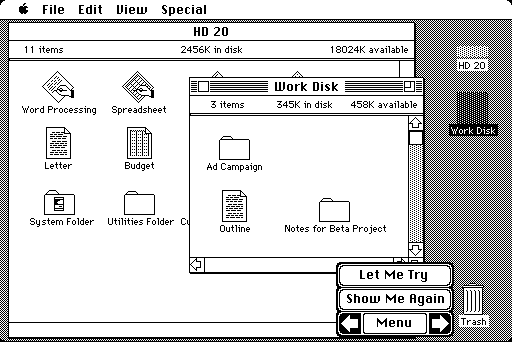 File Edit View Special
HD 20
11 items 2456K in disk 18024K available
HD 20
Work Disk
3 items 345K in disk 458K available
Word Processing Spreadsheet
Work Disk
Letter Budget
Ad Campaign
System Folder Utilities Folder Cu
Outline Notes for Beta Project
Let Me Try
Show Me Again
Menu
Trash